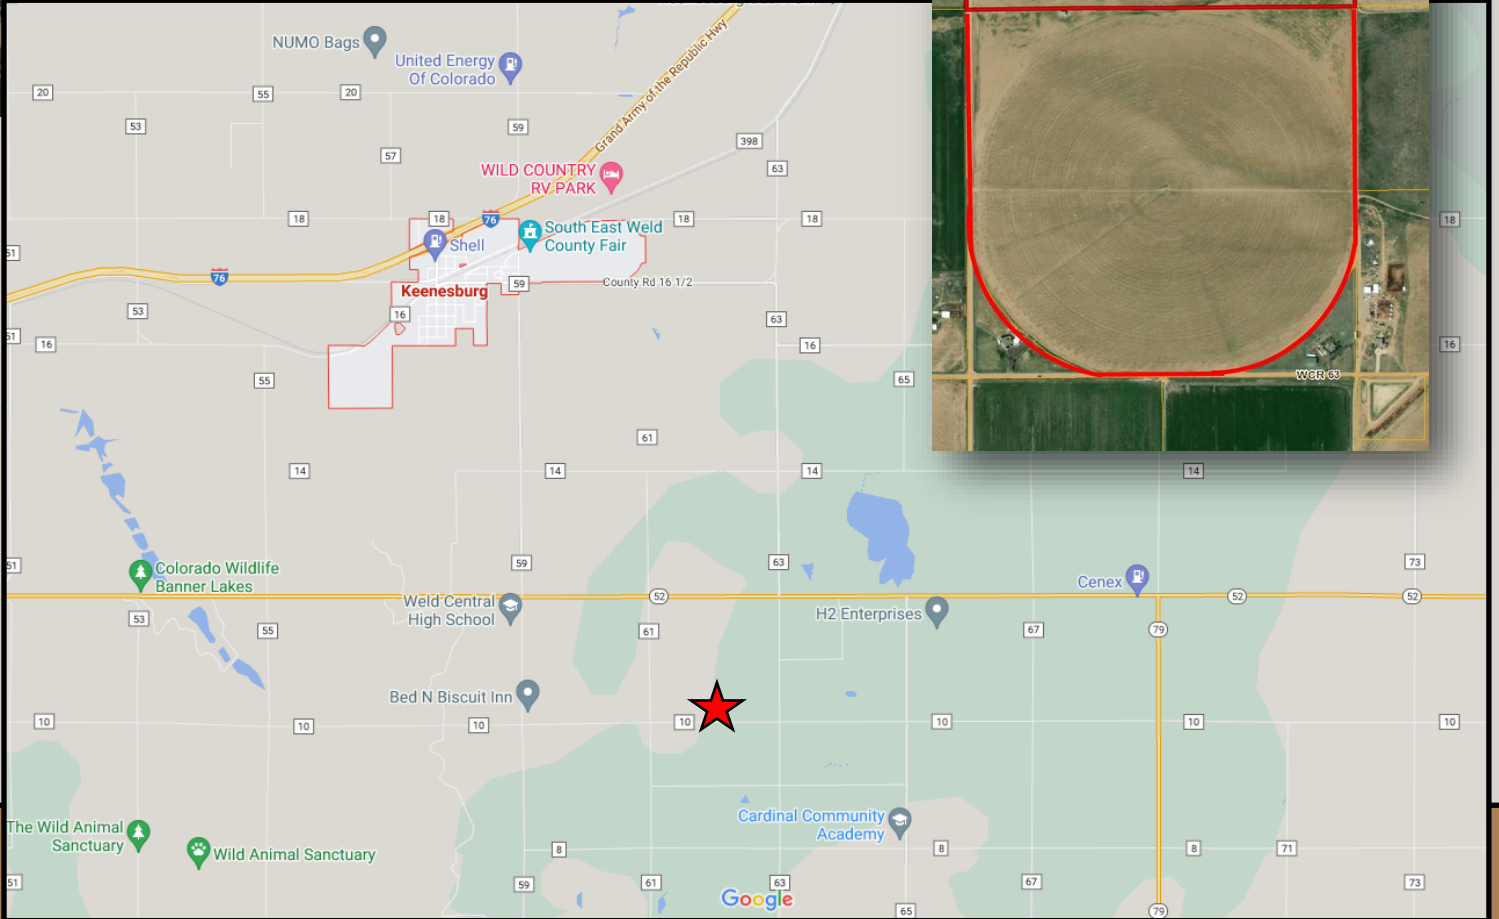 NUMO Bags
United Energy
Of Colorado
Grand Army of the Republic Hwy
20
55
20
53
59
57
398
63
WILD COUNTRY
RV PARK
18
18
76
18
18
18
South East Weld
County Fair
Shell
51
76
59
County Rd 16 1/2
Keenesburg
53
16
63
51
16
16
16
55
65
WCR 63
61
14
14
14
14
51
59
63
73
Colorado Wildlife
Banner Lakes
Cenex
52
52
52
Weld Central
High School
H2 Enterprises
53
55
61
67
79
Bed N Biscuit Inn
10
10
10
10
10
10
10
Cardinal Community
Academy
The Wild Animal
Sanctuary
Wild Animal Sanctuary
8
8
8
71
51
59
61
63
67
73
Google
65
79